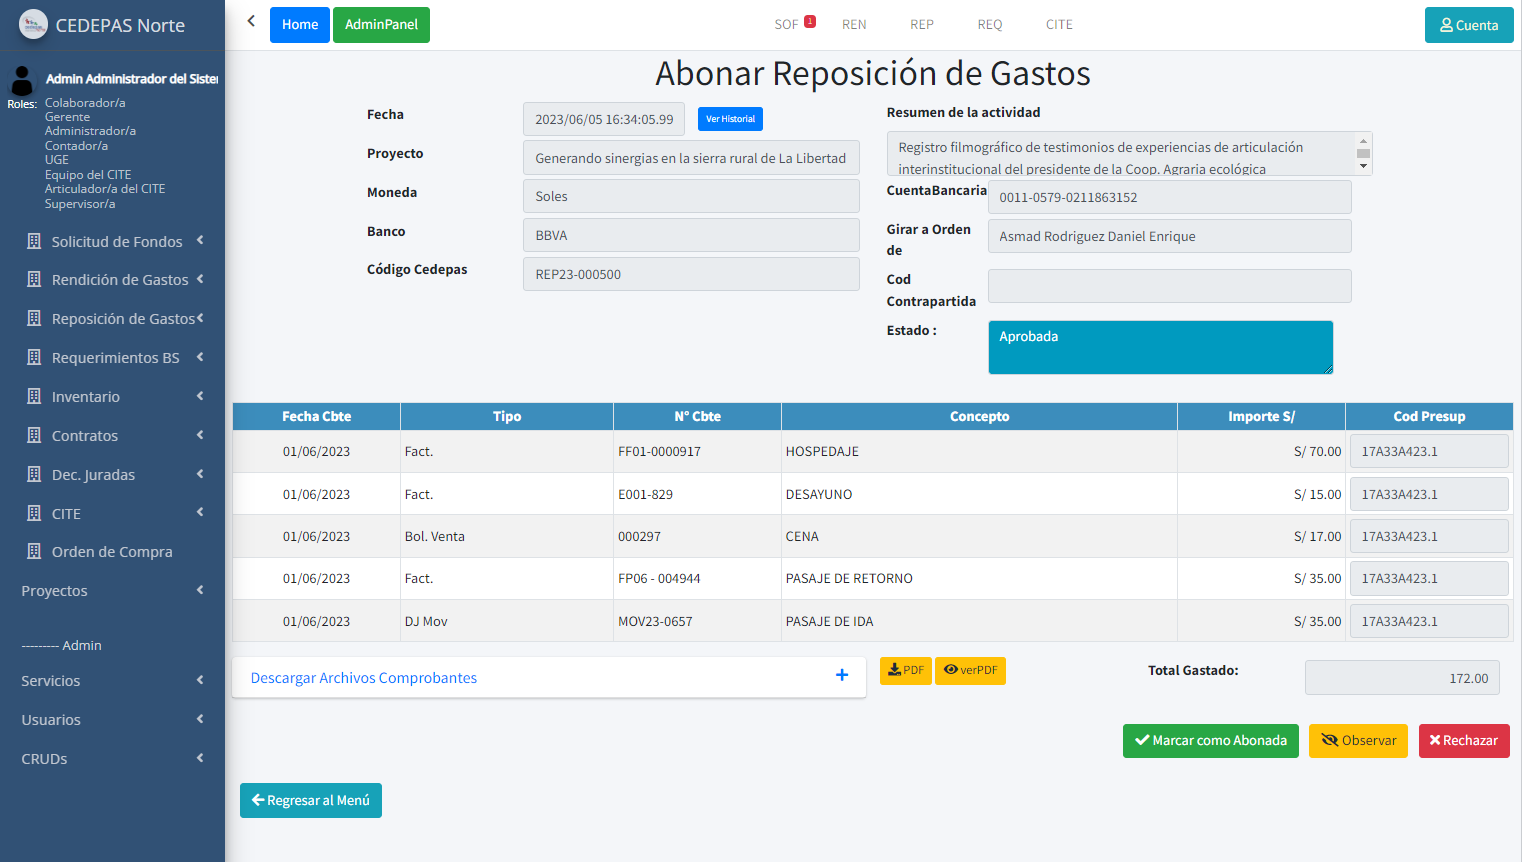 CEDEPAS Norte
Home
AdminPanel
SOF 1
REN
REP
REQ
CITE
Cuenta
Admin Administrador del Sister
Roles:
Colaborador/a
Gerente
Administrador/a
Contador/a
UGE
Equipo del CITE
Articulador/a del CITE
Supervisor/a
Solicitud de Fondos
Rendición de Gastos
Reposición de Gastos
Requerimientos BS
Inventario
Contratos
Dec. Juradas
CITE
Orden de Compra
Proyectos
--------- Admin
Servicios
Usuarios
CRUDs
Abonar Reposición de Gastos
Fecha
2023/06/05 16:34:05.99
Ver Historial
Proyecto
Generando sinergias en la sierra rural de La Libertad
Moneda
Soles
Banco
BBVA
Código Cedepas
REP23-000500
Resumen de la actividad
Registro filmográfico de testimonios de experiencias de articulación
interinstitucional del presidente de la Coop. Agraria ecológica
CuentaBancaria
0011-0579-0211863152
Girar a Orden
de
Asmad Rodriguez Daniel Enrique
Cod
Contrapartida
Estado :
Aprobada
Fecha Cbte Tipo N° Cbte Concepto Importe S/ Cod Presup
01/06/2023 Fact. FF01-0000917 HOSPEDAJE S/ 70.00 17A33A423.1
01/06/2023 Fact. E001-829 DESAYUNO S/ 15.00 17A33A423.1
01/06/2023 Bol. Venta 000297 CENA S/ 17.00 17A33A423.1
01/06/2023 Fact. FP06 - 004944 PASAJE DE RETORNO S/ 35.00 17A33A423.1
01/06/2023 DJ Mov MOV23-0657 PASAJE DE IDA S/ 35.00 17A33A423.1
Descargar Archivos Comprobantes
PDF
verPDF
Total Gastado:
172.00
Marcar como Abonada
Observar
Rechazar
Regresar al Menú